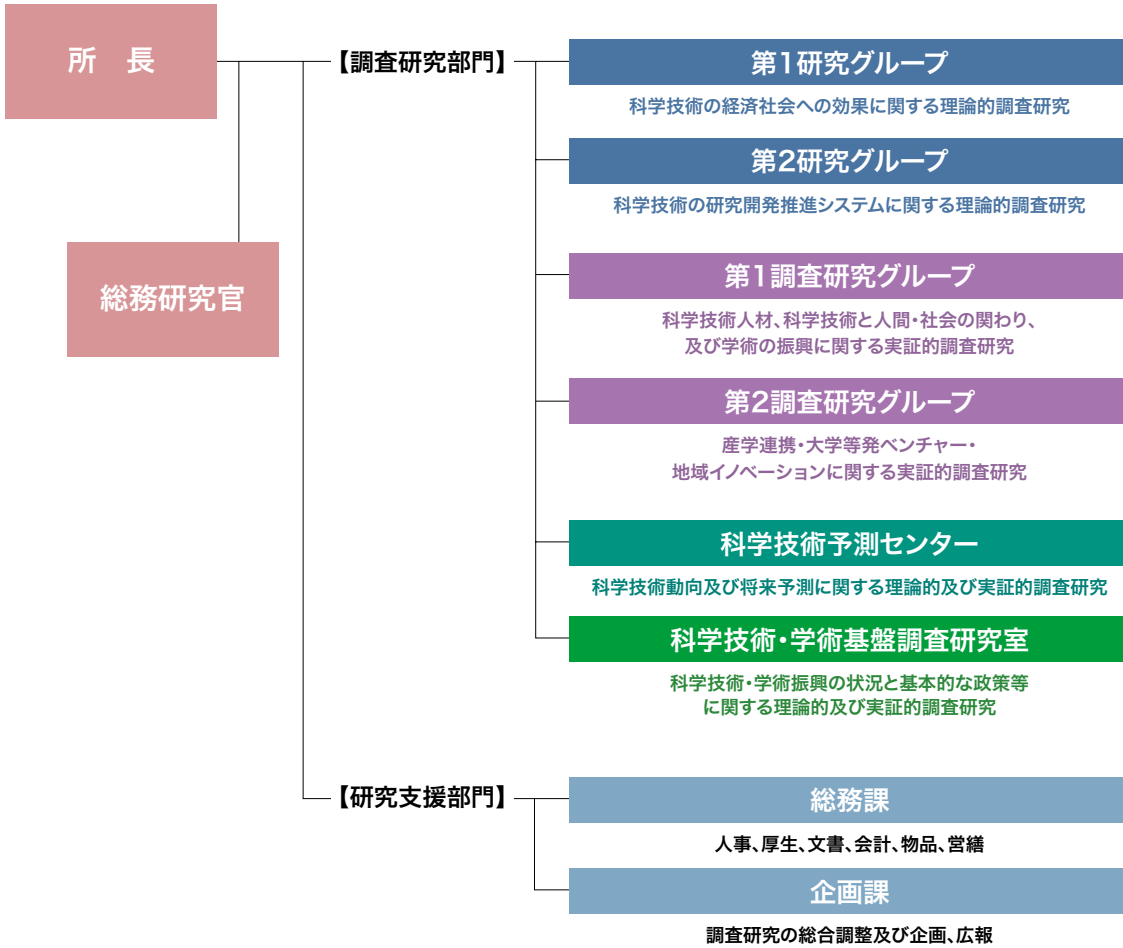 所　長
総務研究官
【調査研究部門】
第1研究グループ
科学技術の経済社会への効果に関する理論的調査研究
第2研究グループ
科学技術の研究開発推進システムに関する理論的調査研究
第1調査研究グループ
科学技術人材、科学技術と人間・社会の関わり、
及び学術の振興に関する実証的調査研究
第2調査研究グループ
産学連携・大学等発ベンチャー・
地域イノベーションに関する実証的調査研究
科学技術予測センター
科学技術動向及び将来予測に関する理論的及び実証的調査研究
科学技術・学術基盤調査研究室
科学技術・学術振興の状況と基本的な政策等
に関する理論的及び実証的調査研究
【研究支援部門】
総務課
人事、厚生、文書、会計、物品、営繕
企画課
調査研究の総合調整及び企画、広報